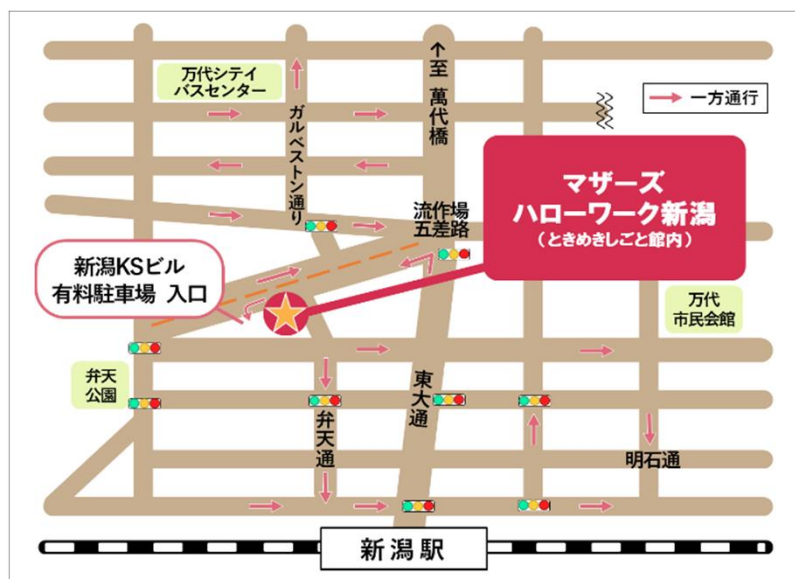 万代シテイ
バスセンター
ガルベストン通り
↑至 萬代橋
一方通行
マザーズ
ハローワーク新潟
(ときめきしごと館内)
流作場
五差路
新潟KSビル
有料駐車場 入口
万代
市民会館
弁天
公園
弁天通
東大通
明石通
新潟駅